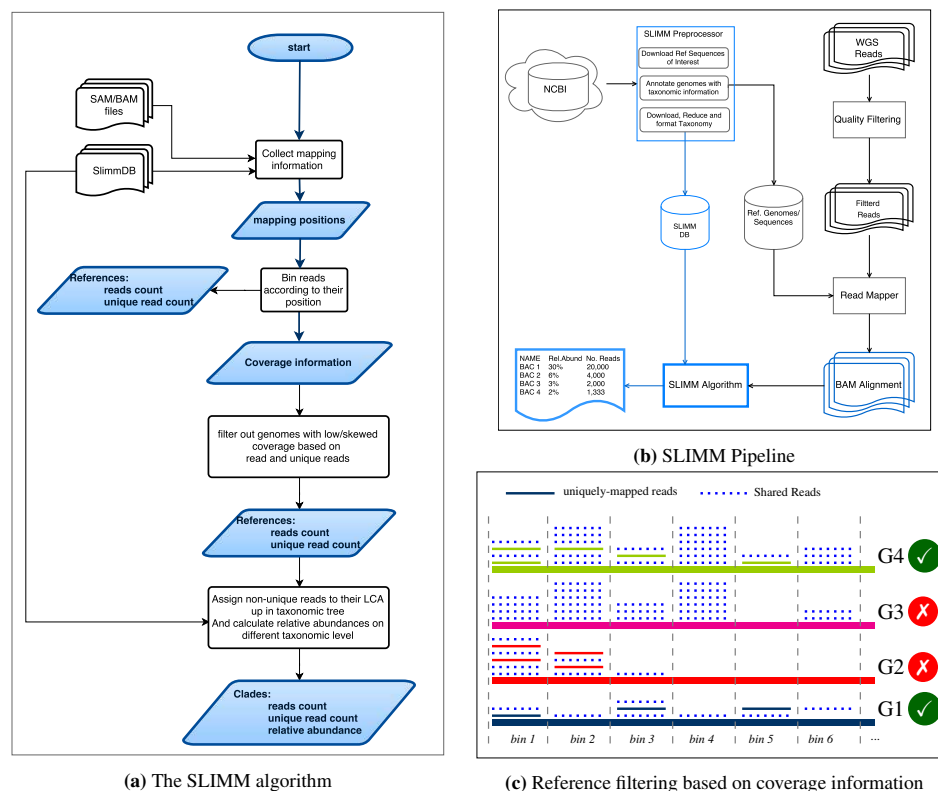 start
SAM/BAM
files
SlimmDB
Collect mapping
information
mapping positions
References:
reads count
unique read count
Bin reads
according to their
position
Coverage information
filter out genomes with low/skewed
coverage based on
read and unique reads
References:
reads count
unique read count
Assign non-unique reads to their LCA
up in taxonomic tree
And calculate relative abundances on
different taxonomic level
Clades:
reads count
unique read count
relative abundance
(a) The SLIMM algorithm
NCBI
SLIMM Preprocessor
Download Ref Sequences
of Interest
Annotate genomes with
taxonomic information
Download, Reduce and
format Taxonomy
WGS
Reads
Quality Filtering
Filtterd
Reads
SLIMM
DB
Ref. Genomes/
Sequences
Read Mapper
NAME Rel.Abund No. Reads
BAC 1 30% 20,000
BAC 2 6% 4,000
BAC 3 3% 2,000
BAC 4 2% 1,333
SLIMM Algorithm
BAM Alignment
(b) SLIMM Pipeline
uniquely-mapped reads Shared Reads
G4 ✓
G3 ✗
G2 ✗
G1 ✓
bin 1 bin 2 bin 3 bin 4 bin 5 bin 6 ...
(c) Reference filtering based on coverage information